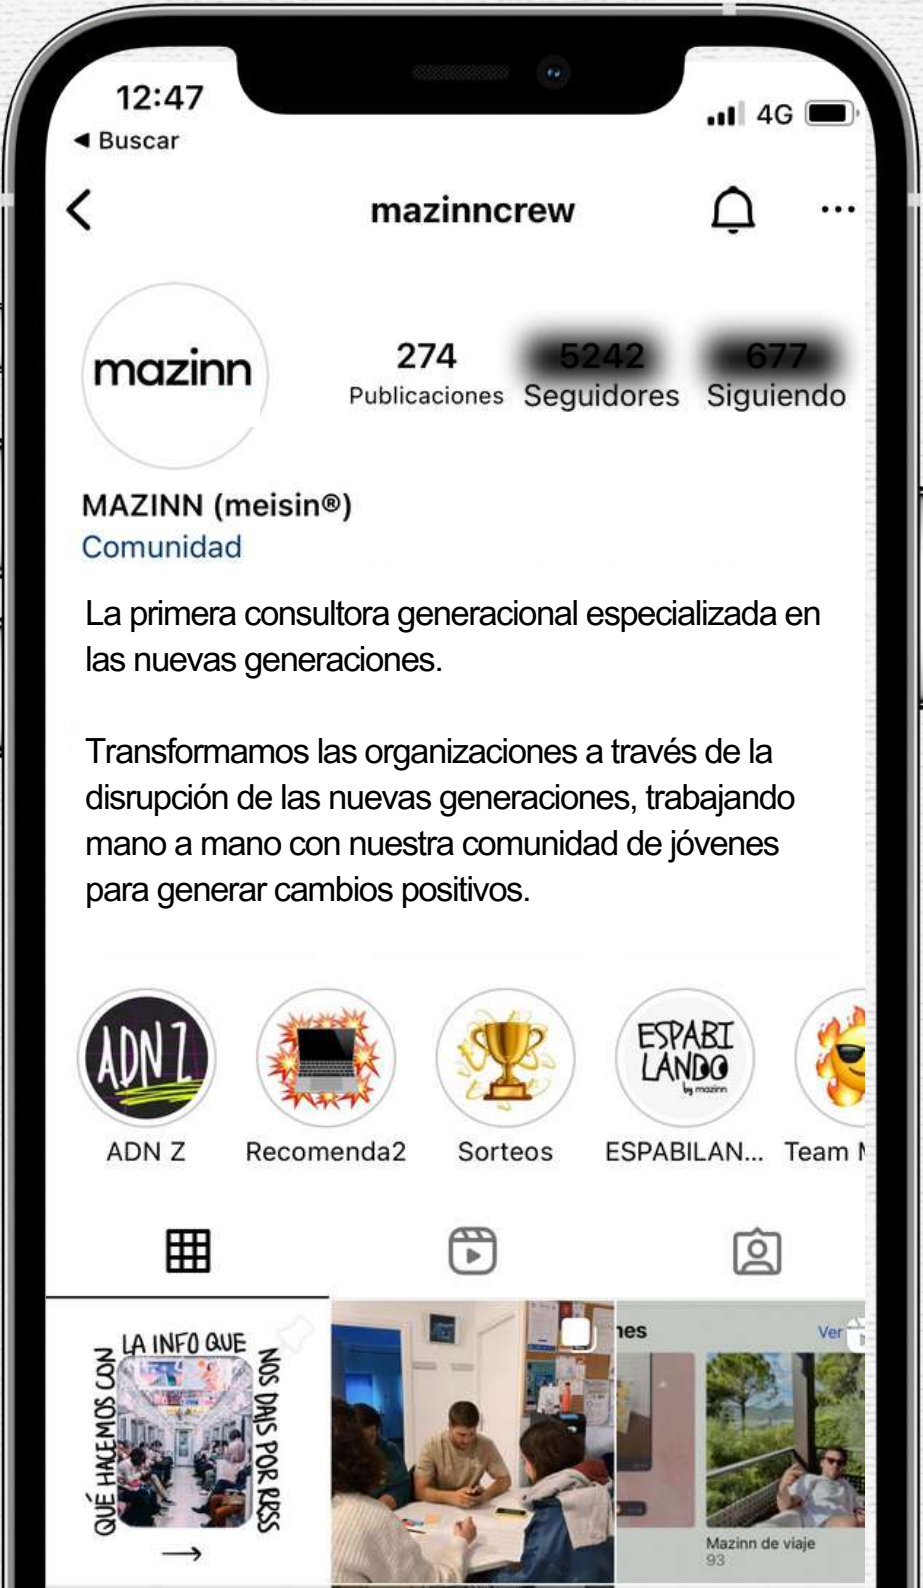 12:47
4G
◀ Buscar
mazinncrew
mazinn
274
5242
677
Publicaciones
Seguidores
Siguiendo
MAZINN (meisin®)
Comunidad
La primera consultora generacional especializada en
las nuevas generaciones.
Transformamos las organizaciones a través de la
disrupción de las nuevas generaciones, trabajando
mano a mano con nuestra comunidad de jóvenes
para generar cambios positivos.
ADN Z
ESPABI
LANDO
by mazinn
ADN Z
Recomenda2
Sorteos
ESPABILAN...
Team
QUÉ HACEMOS CON
LA INFO QUE
NOS DAIS POR RRSS
nes
Ver
Mazinn de viaje
93